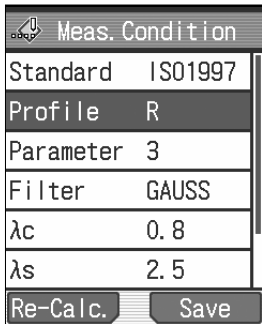 Meas. Condition
Standard ISO1997
Profile R
Parameter 3
Filter GAUSS
λc 0.8
λs 2.5
Re-Calc. Save